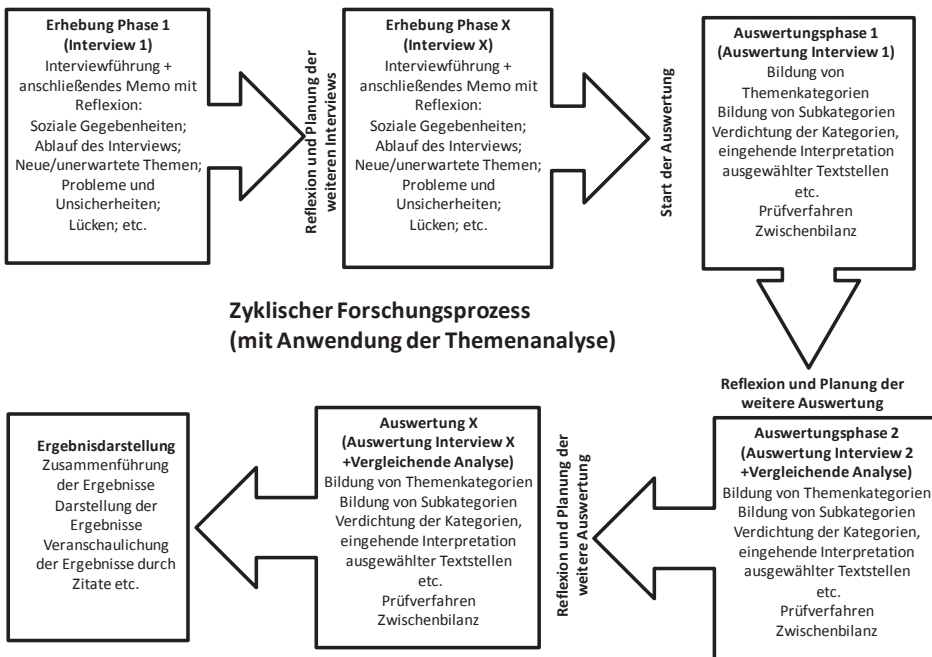 Erhebung Phase 1
(Interview 1)
Interviewführung +
anschließendes Memo mit
Reflexion:
Soziale Gegebenheiten;
Ablauf des Interviews;
Neue/unerwartete Themen;
Probleme und
Unsicherheiten;
Lücken; etc.
Reflexion und Planung der
weiteren Interviews
Erhebung Phase X
(Interview X)
Interviewführung +
anschließendes Memo mit
Reflexion:
Soziale Gegebenheiten;
Ablauf des Interviews;
Neue/unerwartete Themen;
Probleme und
Unsicherheiten;
Lücken; etc.
Start der Auswertung
Auswertungsphase 1
(Auswertung Interview 1)
Bildung von
Themenkategorien
Bildung von Subkategorien
Verdichtung der Kategorien,
eingehende Interpretation
ausgewählter Textstellen
etc.
Prüfverfahren
Zwischenbilanz
Zyklischer Forschungsprozess
(mit Anwendung der Themenanalyse)
Reflexion und Planung der
weitere Auswertung
Auswertungsphase 2
(Auswertung Interview 2
+Vergleichende Analyse)
Bildung von Themenkategorien
Bildung von Subkategorien
Verdichtung der Kategorien,
eingehende Interpretation
ausgewählter Textstellen
etc.
Prüfverfahren
Zwischenbilanz
Reflexion und Planung der
weitere Auswertung
Auswertung X
(Auswertung Interview X
+Vergleichende Analyse)
Bildung von Themenkategorien
Bildung von Subkategorien
Verdichtung der Kategorien,
eingehende Interpretation
ausgewählter Textstellen
etc.
Prüfverfahren
Zwischenbilanz
Ergebnisdarstellung
Zusammenführung
der Ergebnisse
Darstellung der
Ergebnisse
Veranschaulichung
der Ergebnisse durch
Zitate etc.